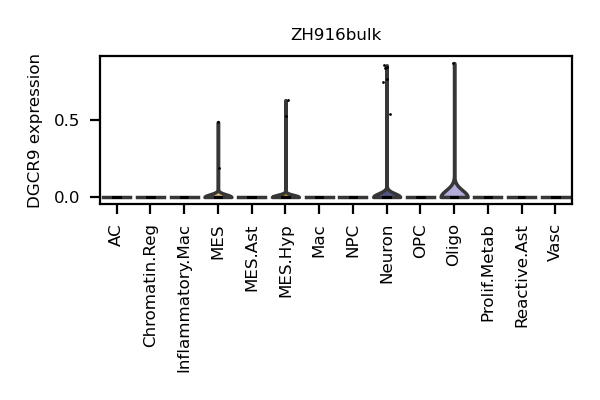 ZH916bulk
DGCR9 expression
0.5
0.0
AC
Chromatin.Reg
Inflammatory.Mac
MES
MES.Ast
MES.Hyp
Mac
NPC
Neuron
OPC
Oligo
Prolif.Metab
Reactive.Ast
Vasc